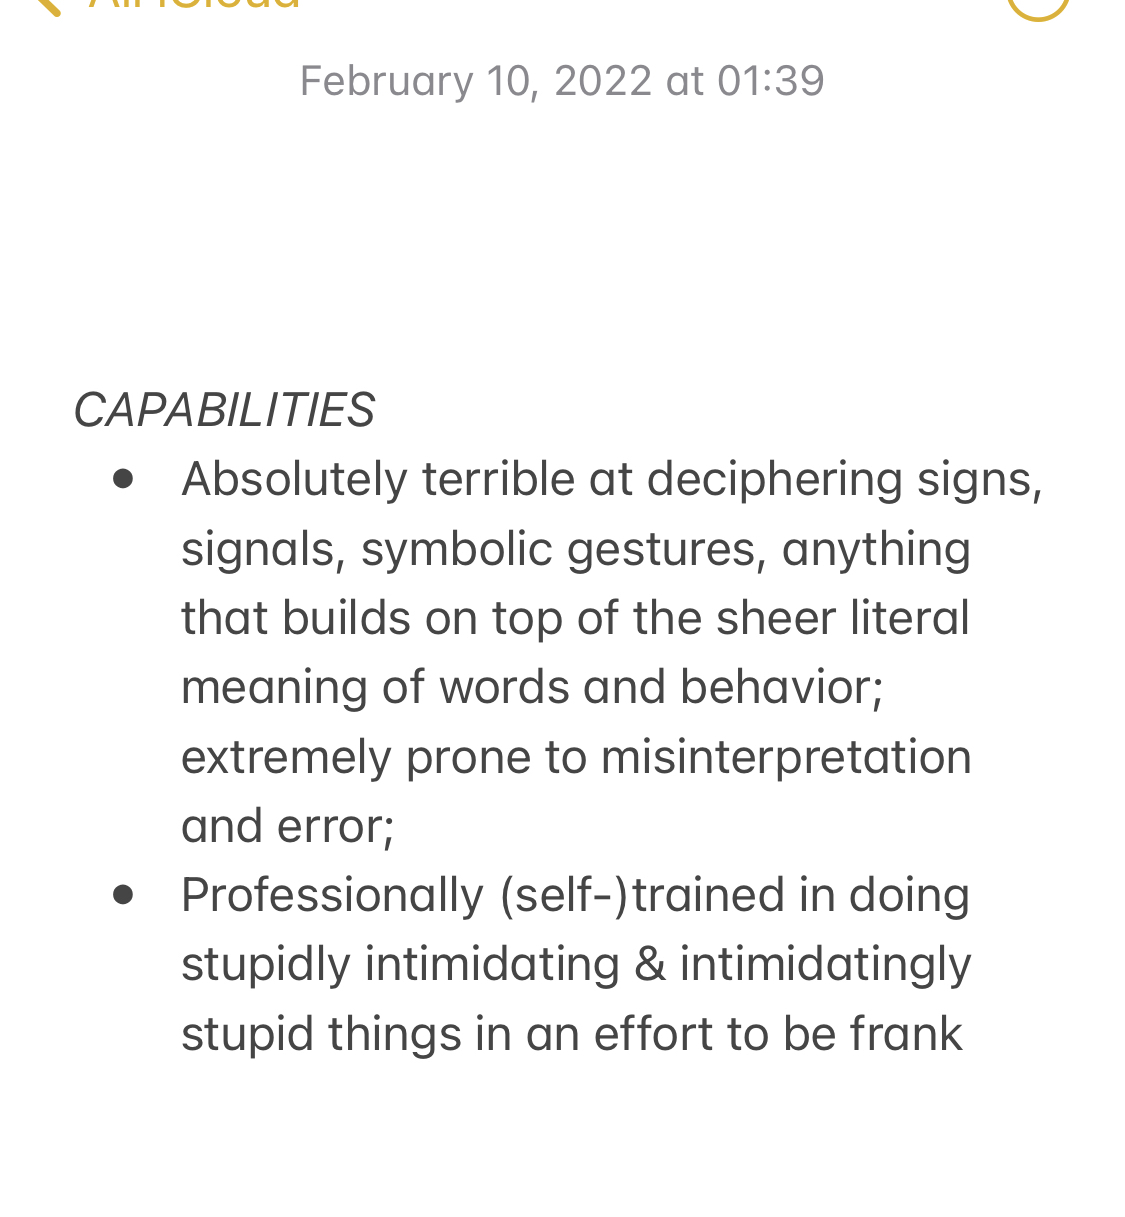 All iCloud
February 10, 2022 at 01:39
CAPABILITIES
• Absolutely terrible at deciphering signs,
signals, symbolic gestures, anything
that builds on top of the sheer literal
meaning of words and behavior;
extremely prone to misinterpretation
and error;
• Professionally (self-)trained in doing
stupidly intimidating & intimidatingly
stupid things in an effort to be frank